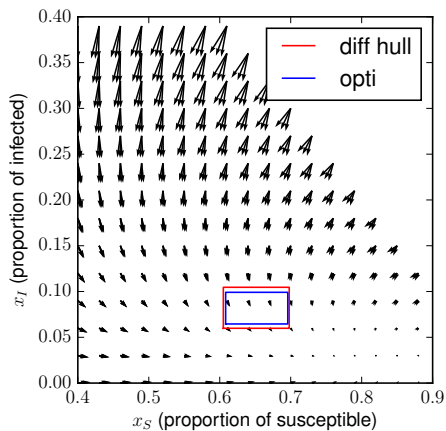 0.40
0.35
0.30
0.25
0.20
0.15
0.10
0.05
0.00
x_I (proportion of infected)
diff hull
opti
0.4 0.5 0.6 0.7 0.8 0.9
x_S (proportion of susceptible)